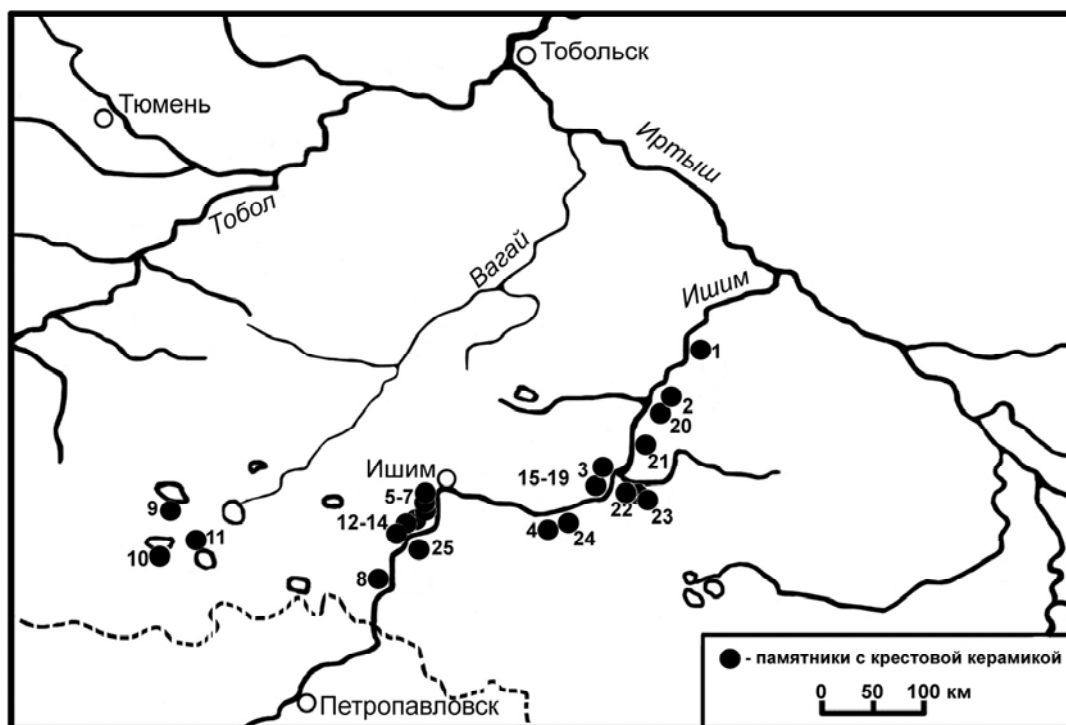 Тобольск
Тюмень
Иртыш
Тобол
Вагай
Ишим
1
2
20
21
3
15-19
22
23
Ишим
5-7
12-14
4
24
25
8
9
11
10
- памятники с крестовой керамикой
0 50 100 км
Петропавловск